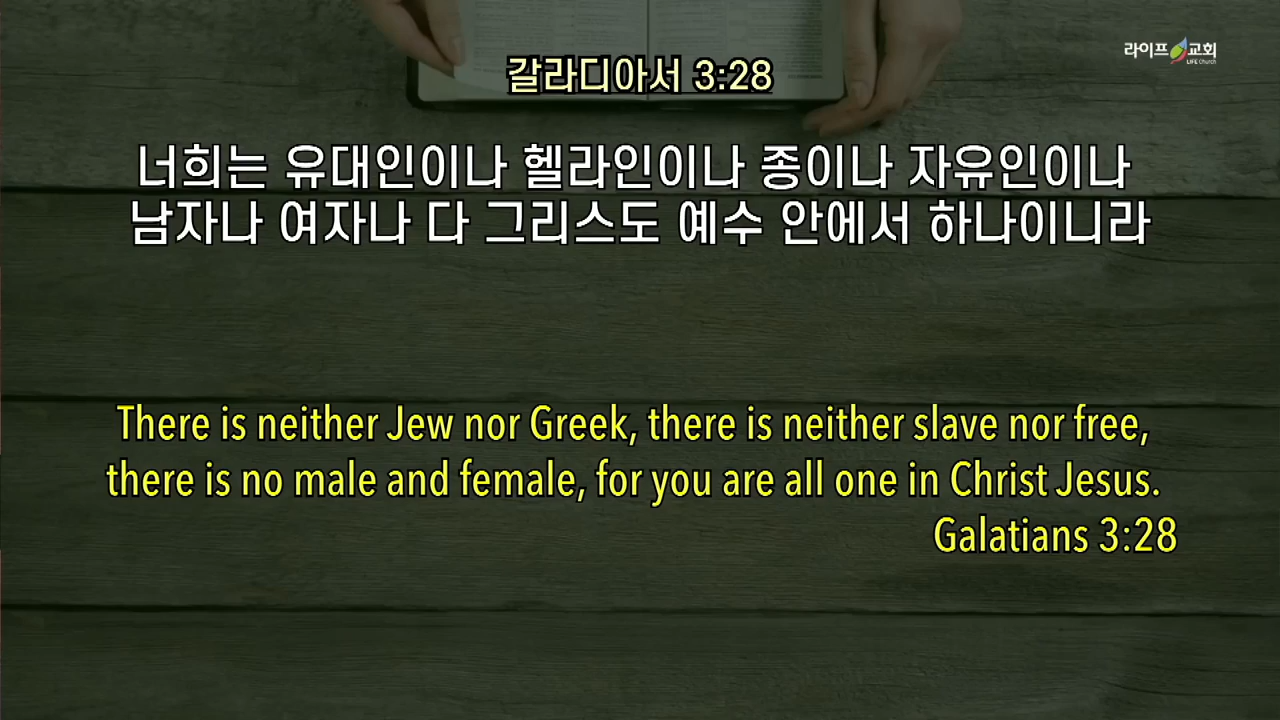 라이프 교회
LIFE Church
갈라디아서 3:28
너희는 유대인이나 헬라인이나 종이나 자유인이나
남자나 여자나 다 그리스도 예수 안에서 하나이니라
There is neither Jew nor Greek, there is neither slave nor free,
there is no male and female, for you are all one in Christ Jesus.
Galatians 3:28